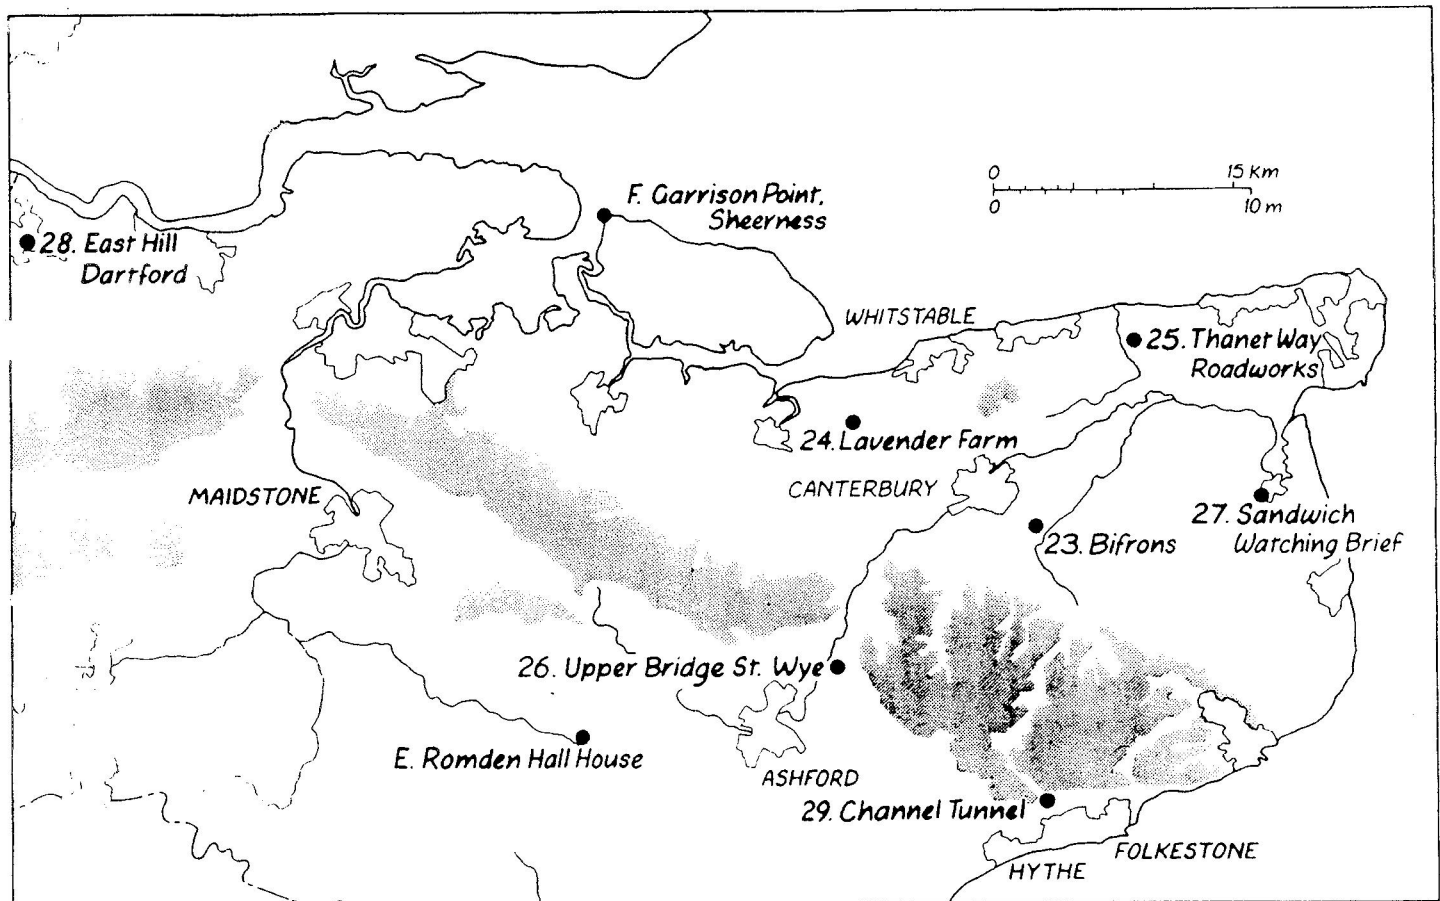 0 15 Km
0 10 m
F. Garrison Point,
Sheerness
28. East Hill
Dartford
WHITSTABLE
25. Thanet Way
Roadworks
24. Lavender Farm
MAIDSTONE
CANTERBURY
27. Sandwich
Watching Brief
23. Bifrons
26. Upper Bridge St. Wye
E. Romden Hall House
ASHFORD
29. Channel Tunnel
FOLKESTONE
HYTHE